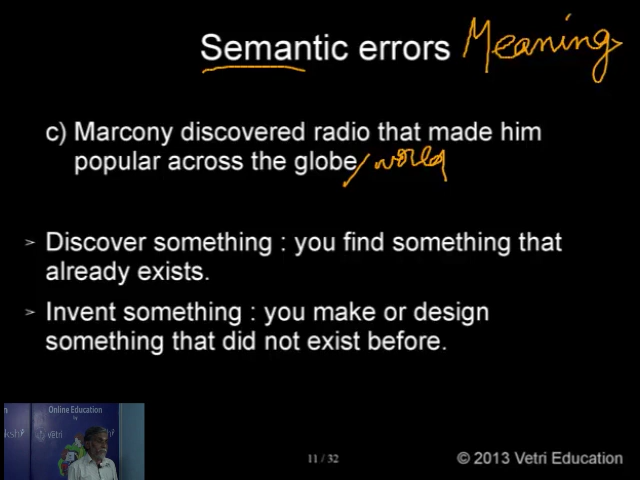 Semantic errors Meaning
c) Marcony discovered radio that made him
popular across the globe/world
> Discover something : you find something that
already exists.
> Invent something : you make or design
something that did not exist before.
Online Education
Vetri
11 / 32
© 2013 Vetri Education